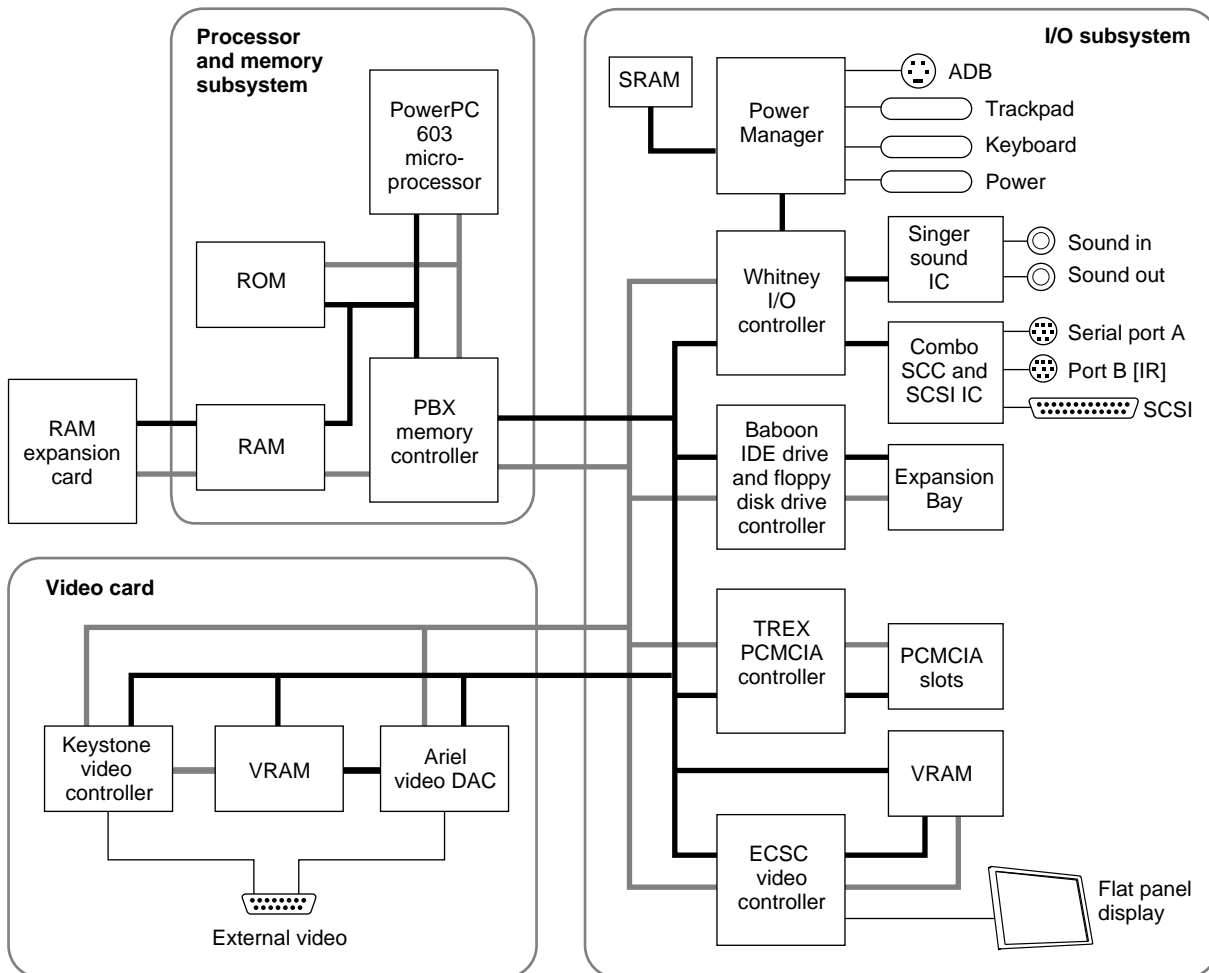 Processor
and memory
subsystem
PowerPC
603
micro-
processor
ROM
RAM
expansion
card
RAM
PBX
memory
controller
I/O subsystem
SRAM
Power
Manager
ADB
Trackpad
Keyboard
Power
Whitney
I/O
controller
Singer
sound
IC
Sound in
Sound out
Combo
SCC and
SCSI IC
Serial port A
Port B [IR]
SCSI
Baboon
IDE drive
and floppy
disk drive
controller
Expansion
Bay
TREX
PCMCIA
controller
PCMCIA
slots
VRAM
ECSC
video
controller
Flat panel
display
Video card
Keystone
video
controller
VRAM
Ariel
video DAC
External video